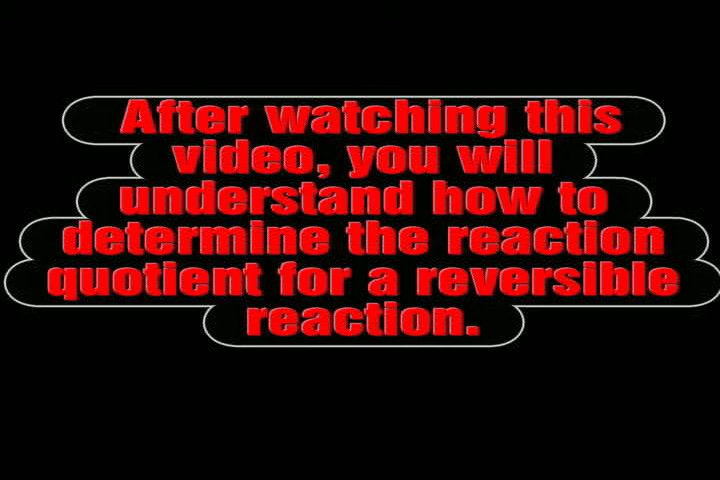 After watching this
video, you will
understand how to
determine the reaction
quotient for a reversible
reaction.